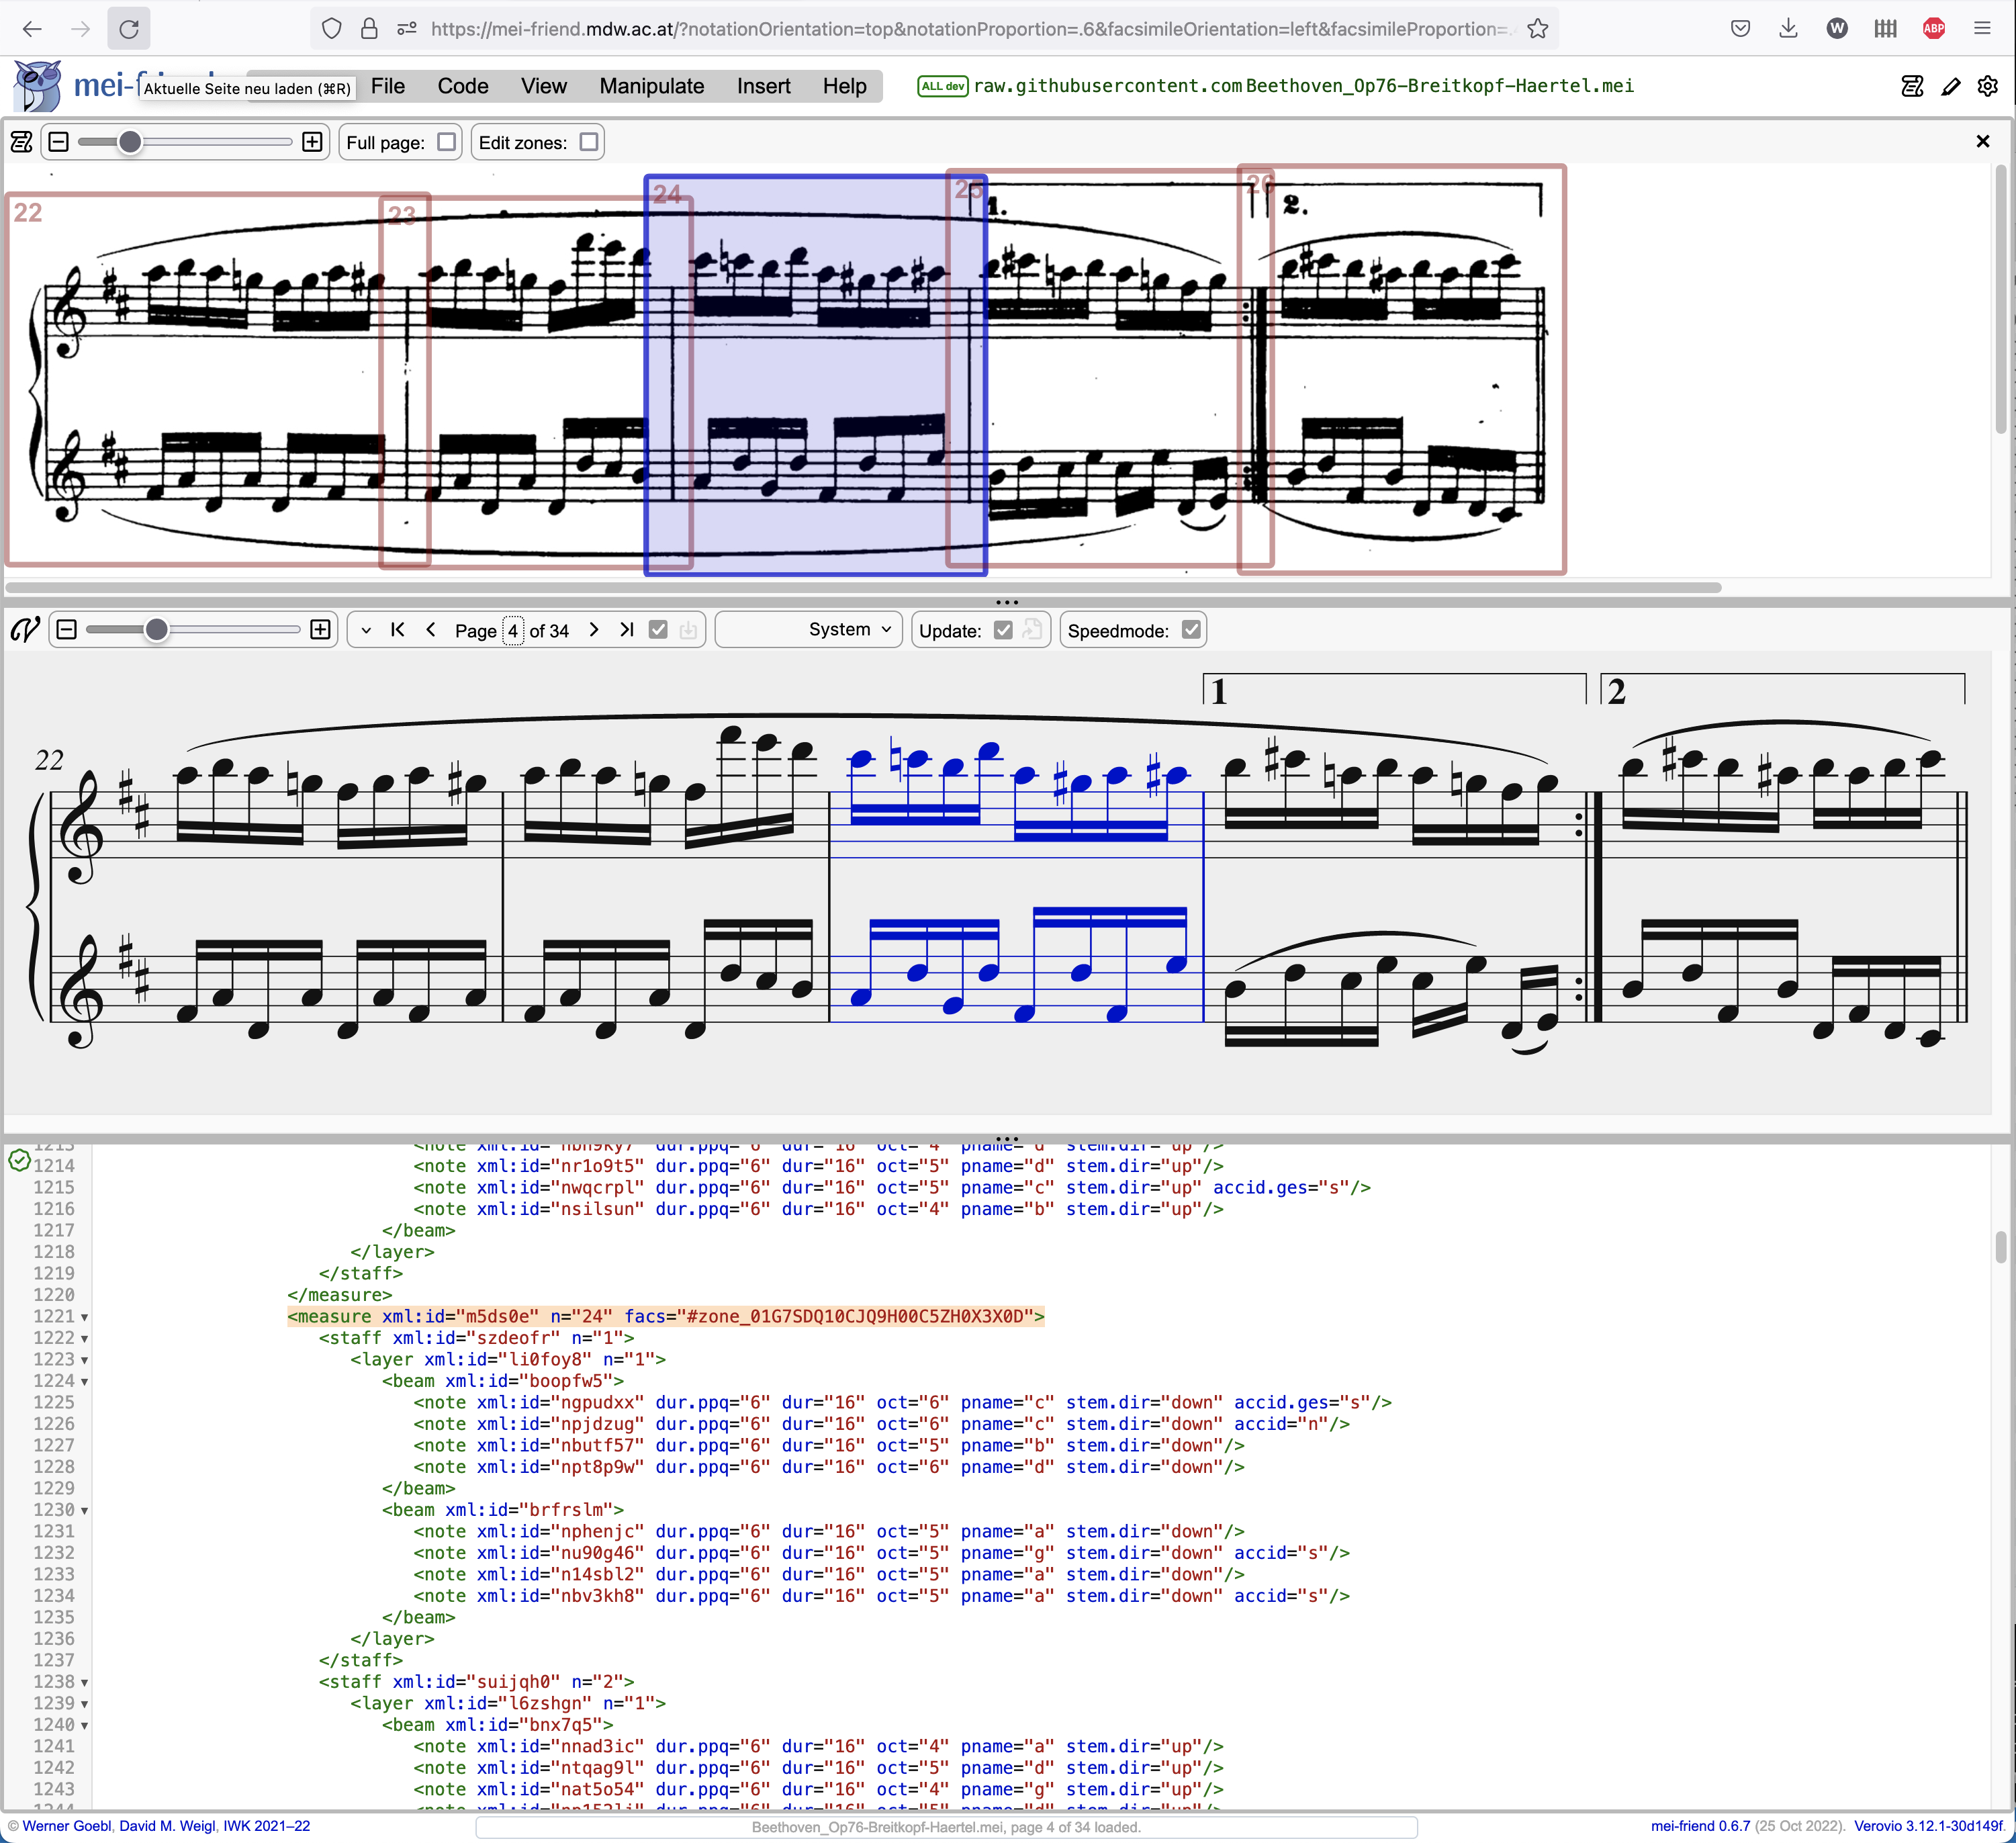 https://mei-friend.mdw.ac.at/?notationOrientation=top&notationProportion=.6&facsimileOrientation=left&facsimileProportion=.
W
ABP
mei-f
Aktuelle Seite neu laden (⌘R)
File Code View Manipulate Insert Help
ALL dev raw.githubusercontent.com Beethoven_Op76-Breitkopf-Haertel.mei
Full page: Edit zones:
22 23 24 25 26
1. 2.
Page 4 of 34 System Update: Speedmode:
1 2
22
1213 <note xml:id="nbh9ky7" dur.ppq="6" dur="16" oct="4" pname="d" stem.dir="up"/>
1214 <note xml:id="nr1o9t5" dur.ppq="6" dur="16" oct="5" pname="d" stem.dir="up"/>
1215 <note xml:id="nwqcrpl" dur.ppq="6" dur="16" oct="5" pname="c" stem.dir="up" accid.ges="s"/>
1216 <note xml:id="nsilsun" dur.ppq="6" dur="16" oct="4" pname="b" stem.dir="up"/>
1217 </beam>
1218 </layer>
1219 </staff>
1220 </measure>
1221 <measure xml:id="m5ds0e" n="24" facs="#zone_01G7SDQ10CJQ9H00C5ZH0X3X0D">
1222 <staff xml:id="szdeofr" n="1">
1223 <layer xml:id="li0foy8" n="1">
1224 <beam xml:id="boopfw5">
1225 <note xml:id="ngpudxx" dur.ppq="6" dur="16" oct="6" pname="c" stem.dir="down" accid.ges="s"/>
1226 <note xml:id="npjdzug" dur.ppq="6" dur="16" oct="6" pname="c" stem.dir="down" accid="n"/>
1227 <note xml:id="nbutf57" dur.ppq="6" dur="16" oct="5" pname="b" stem.dir="down"/>
1228 <note xml:id="npt8p9w" dur.ppq="6" dur="16" oct="6" pname="d" stem.dir="down"/>
1229 </beam>
1230 <beam xml:id="brfrslm">
1231 <note xml:id="nphenjc" dur.ppq="6" dur="16" oct="5" pname="a" stem.dir="down"/>
1232 <note xml:id="nu90g46" dur.ppq="6" dur="16" oct="5" pname="g" stem.dir="down" accid="s"/>
1233 <note xml:id="n14sbl2" dur.ppq="6" dur="16" oct="5" pname="a" stem.dir="down"/>
1234 <note xml:id="nbv3kh8" dur.ppq="6" dur="16" oct="5" pname="a" stem.dir="down" accid="s"/>
1235 </beam>
1236 </layer>
1237 </staff>
1238 <staff xml:id="suijqh0" n="2">
1239 <layer xml:id="l6zshgn" n="1">
1240 <beam xml:id="bnx7q5">
1241 <note xml:id="nnad3ic" dur.ppq="6" dur="16" oct="4" pname="a" stem.dir="up"/>
1242 <note xml:id="ntqag9l" dur.ppq="6" dur="16" oct="5" pname="d" stem.dir="up"/>
1243 <note xml:id="nat5o54" dur.ppq="6" dur="16" oct="4" pname="g" stem.dir="up"/>
© Werner Goebl, David M. Weigl, IWK 2021–22
Beethoven_Op76-Breitkopf-Haertel.mei, page 4 of 34 loaded.
mei-friend 0.6.7 (25 Oct 2022). Verovio 3.12.1-30d149f.